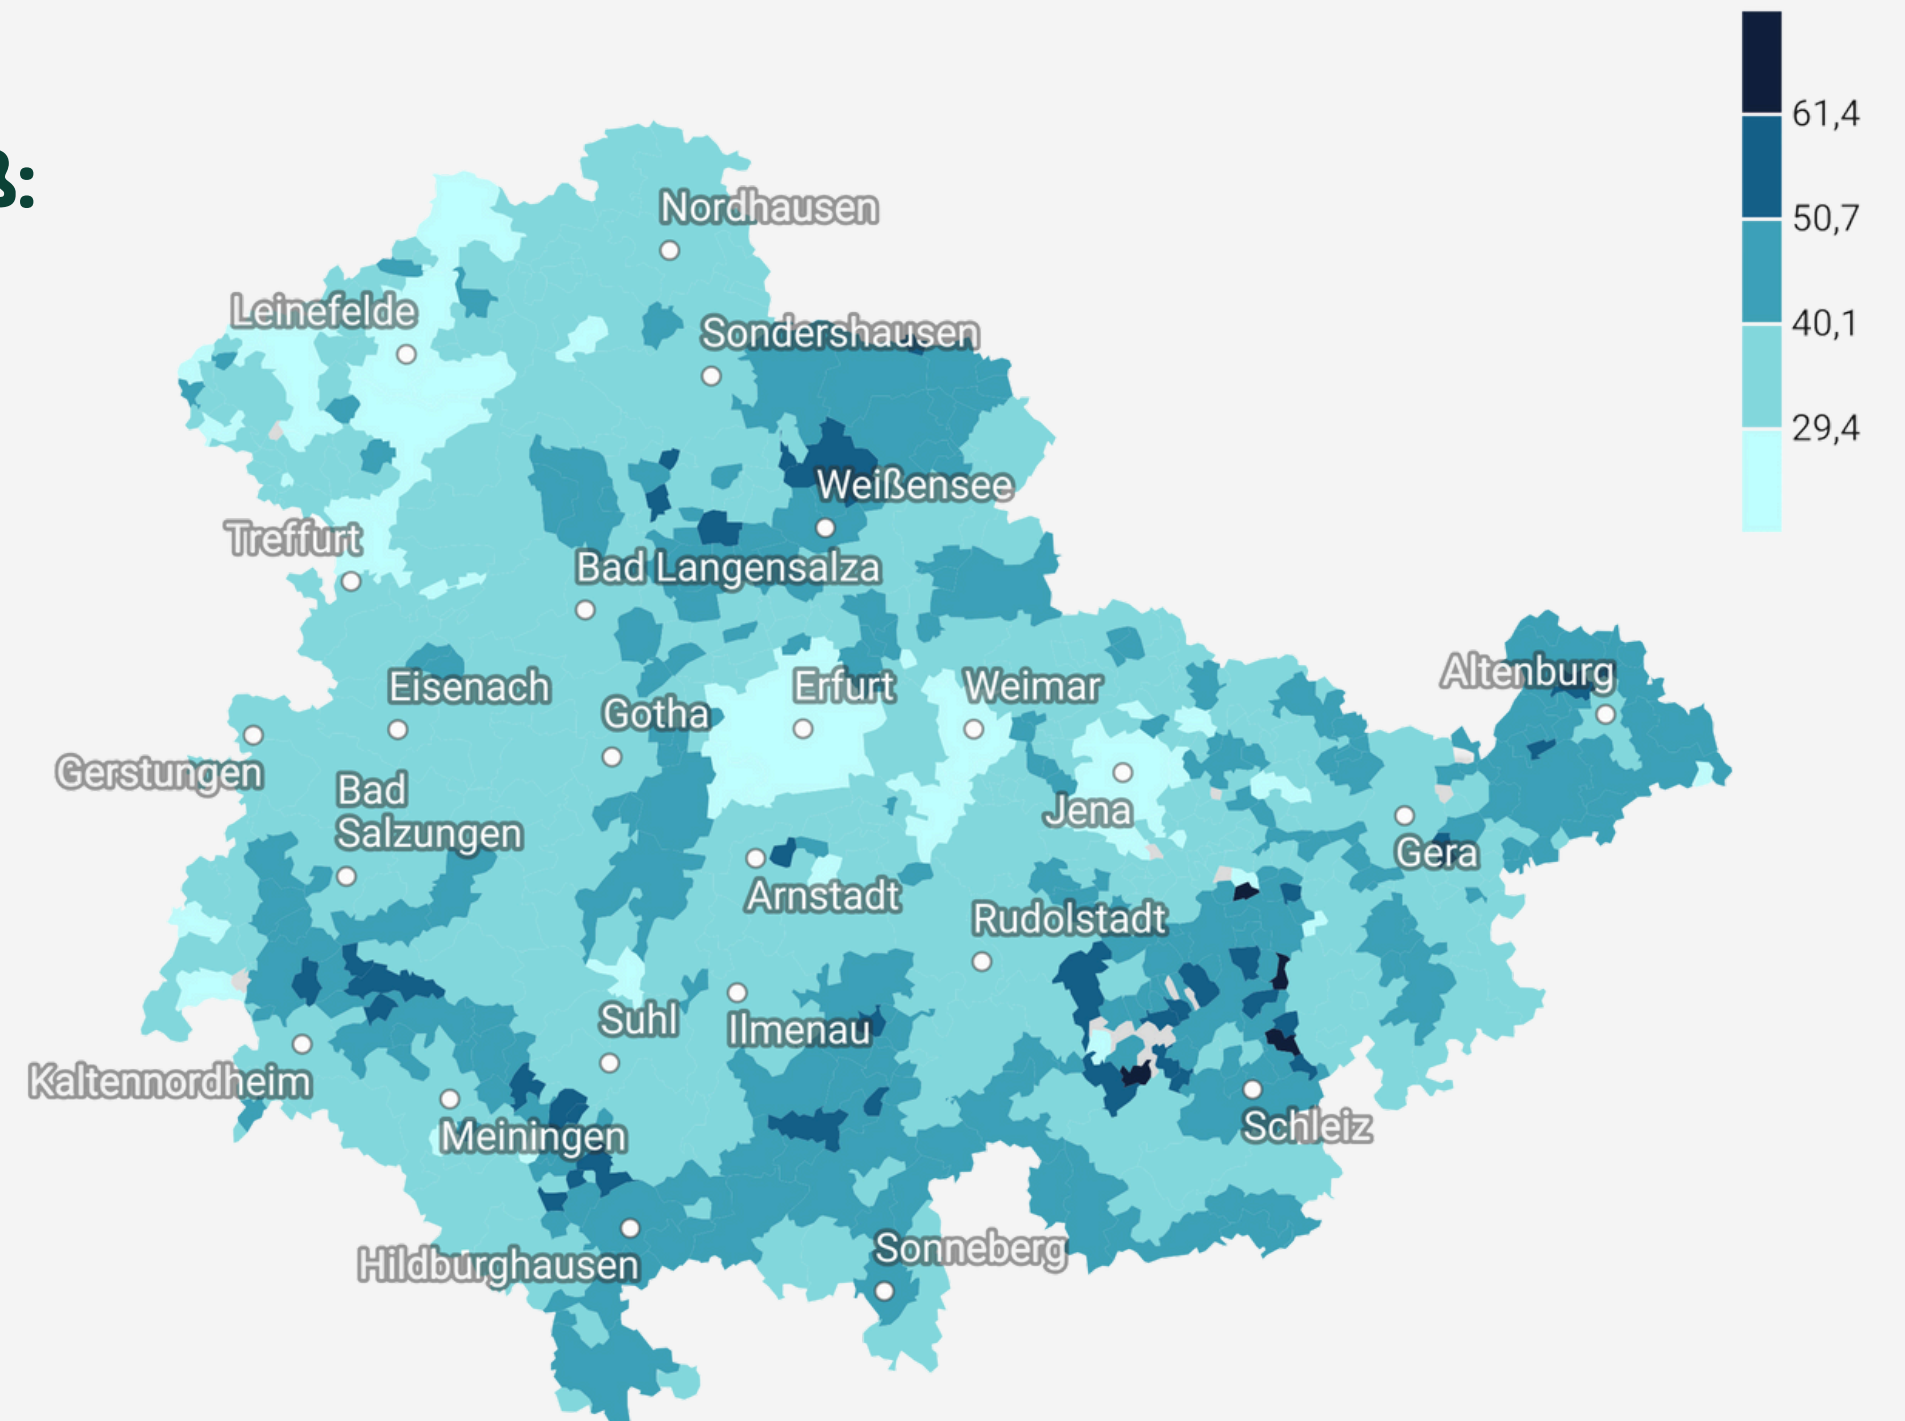 ß:
61,4
50,7
40,1
29,4
Nordhausen
Leinefelde
Sondershausen
Weißensee
Treffurt
Bad Langensalza
Altenburg
Eisenach
Erfurt
Weimar
Gotha
Gerstungen
Bad
Salzungen
Jena
Gera
Arnstadt
Rudolstadt
Suhl
Ilmenau
Kaltennordheim
Meiningen
Schleiz
Hildburghausen
Sonneberg